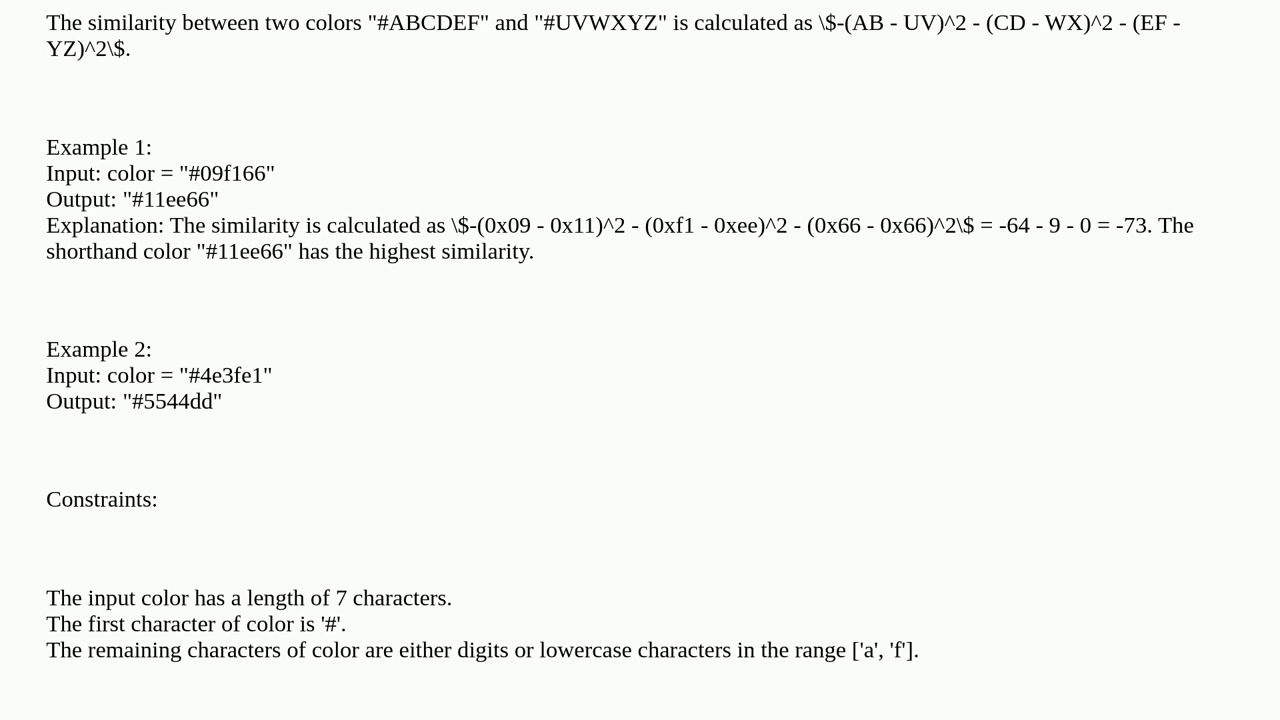 The similarity between two colors "#ABCDEF" and "#UVWXYZ" is calculated as \$-(AB - UV)^2 - (CD - WX)^2 - (EF -
YZ)^2\$.
Example 1:
Input: color = "#09f166"
Output: "#11ee66"
Explanation: The similarity is calculated as \$-(0x09 - 0x11)^2 - (0xf1 - 0xee)^2 - (0x66 - 0x66)^2\$ = -64 - 9 - 0 = -73. The
shorthand color "#11ee66" has the highest similarity.
Example 2:
Input: color = "#4e3fe1"
Output: "#5544dd"
Constraints:
The input color has a length of 7 characters.
The first character of color is '#'.
The remaining characters of color are either digits or lowercase characters in the range ['a', 'f'].